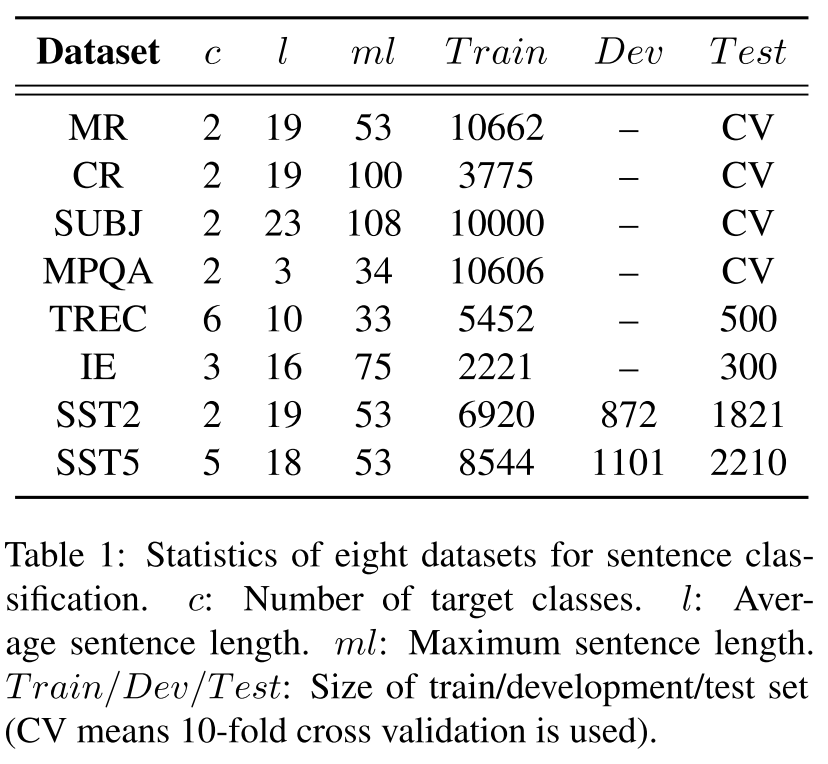 Dataset c l ml Train Dev Test
MR 2 19 53 10662 – CV
CR 2 19 100 3775 – CV
SUBJ 2 23 108 10000 – CV
MPQA 2 3 34 10606 – CV
TREC 6 10 33 5452 – 500
IE 3 16 75 2221 – 300
SST2 2 19 53 6920 872 1821
SST5 5 18 53 8544 1101 2210
Table 1: Statistics of eight datasets for sentence clas-
sification. c: Number of target classes. l: Aver-
age sentence length. ml: Maximum sentence length.
Train/Dev/Test: Size of train/development/test set
(CV means 10-fold cross validation is used).